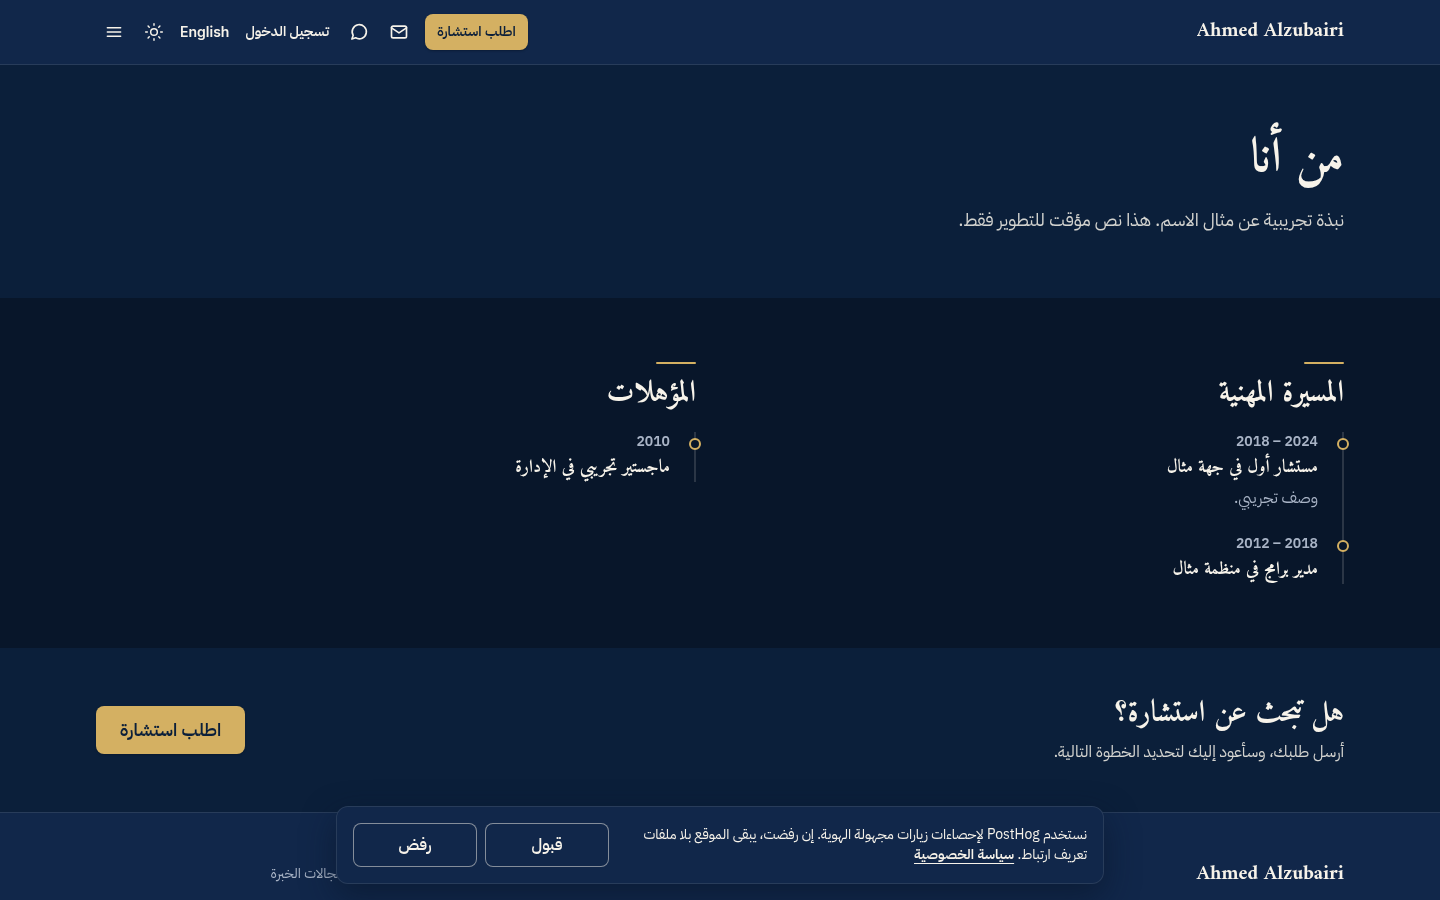 Ahmed Alzubairi
اطلب استشارة
تسجيل الدخول
English
من أنا
نبذة تجريبية عن مثال الاسم. هذا نص مؤقت للتطوير فقط.
المسيرة المهنية
2018 – 2024
مستشار أول في جهة مثال
وصف تجريبي.
2012 – 2018
مدير برامج في منظمة مثال
المؤهلات
2010
ماجستير تجريبي في الإدارة
هل تبحث عن استشارة؟
أرسل طلبك، وسأعود إليك لتحديد الخطوة التالية.
اطلب استشارة
نستخدم PostHog لإحصاءات زيارات مجهولة الهوية. إن رفضت، يبقى الموقع بلا ملفات
تعريف ارتباط. سياسة الخصوصية
قبول
رفض
Ahmed Alzubairi
الخبرة